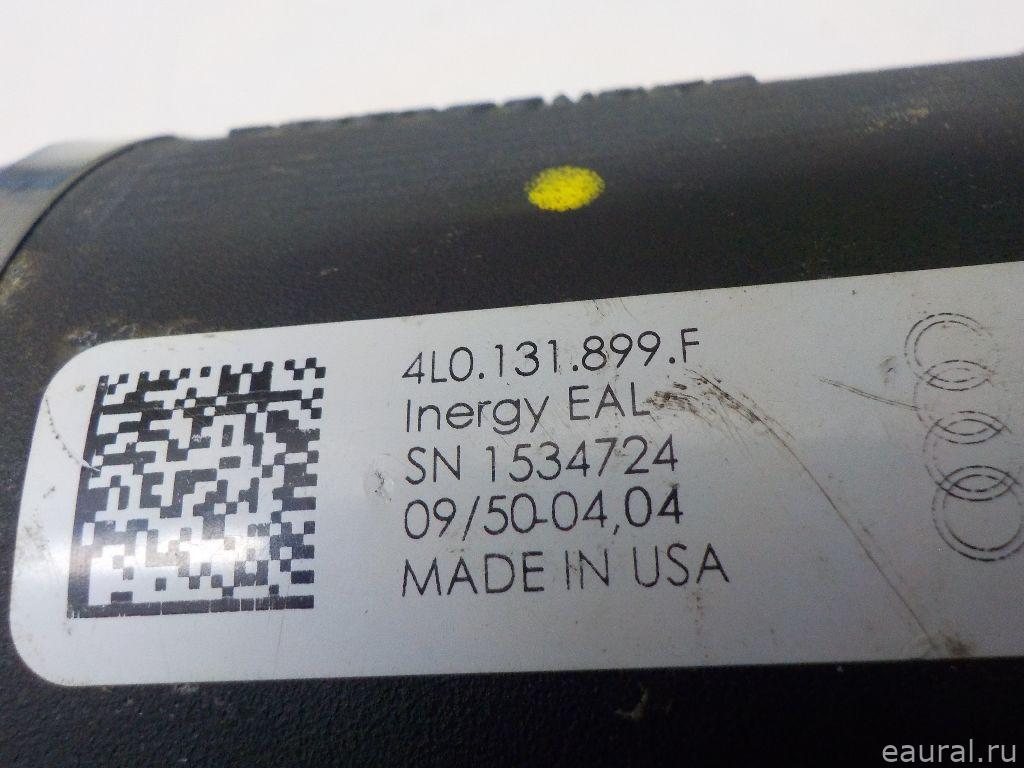 4L0.131.899.F
Inergy EAL
SN 1534724
09/50-04,04
MADE IN USA
eaural.ru